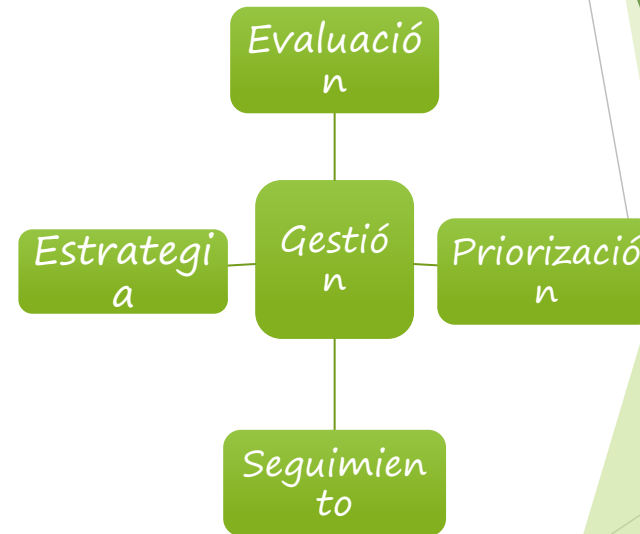 Evaluació
n
Estrategi
a
Gestió
n
Priorizació
n
Seguimien
to